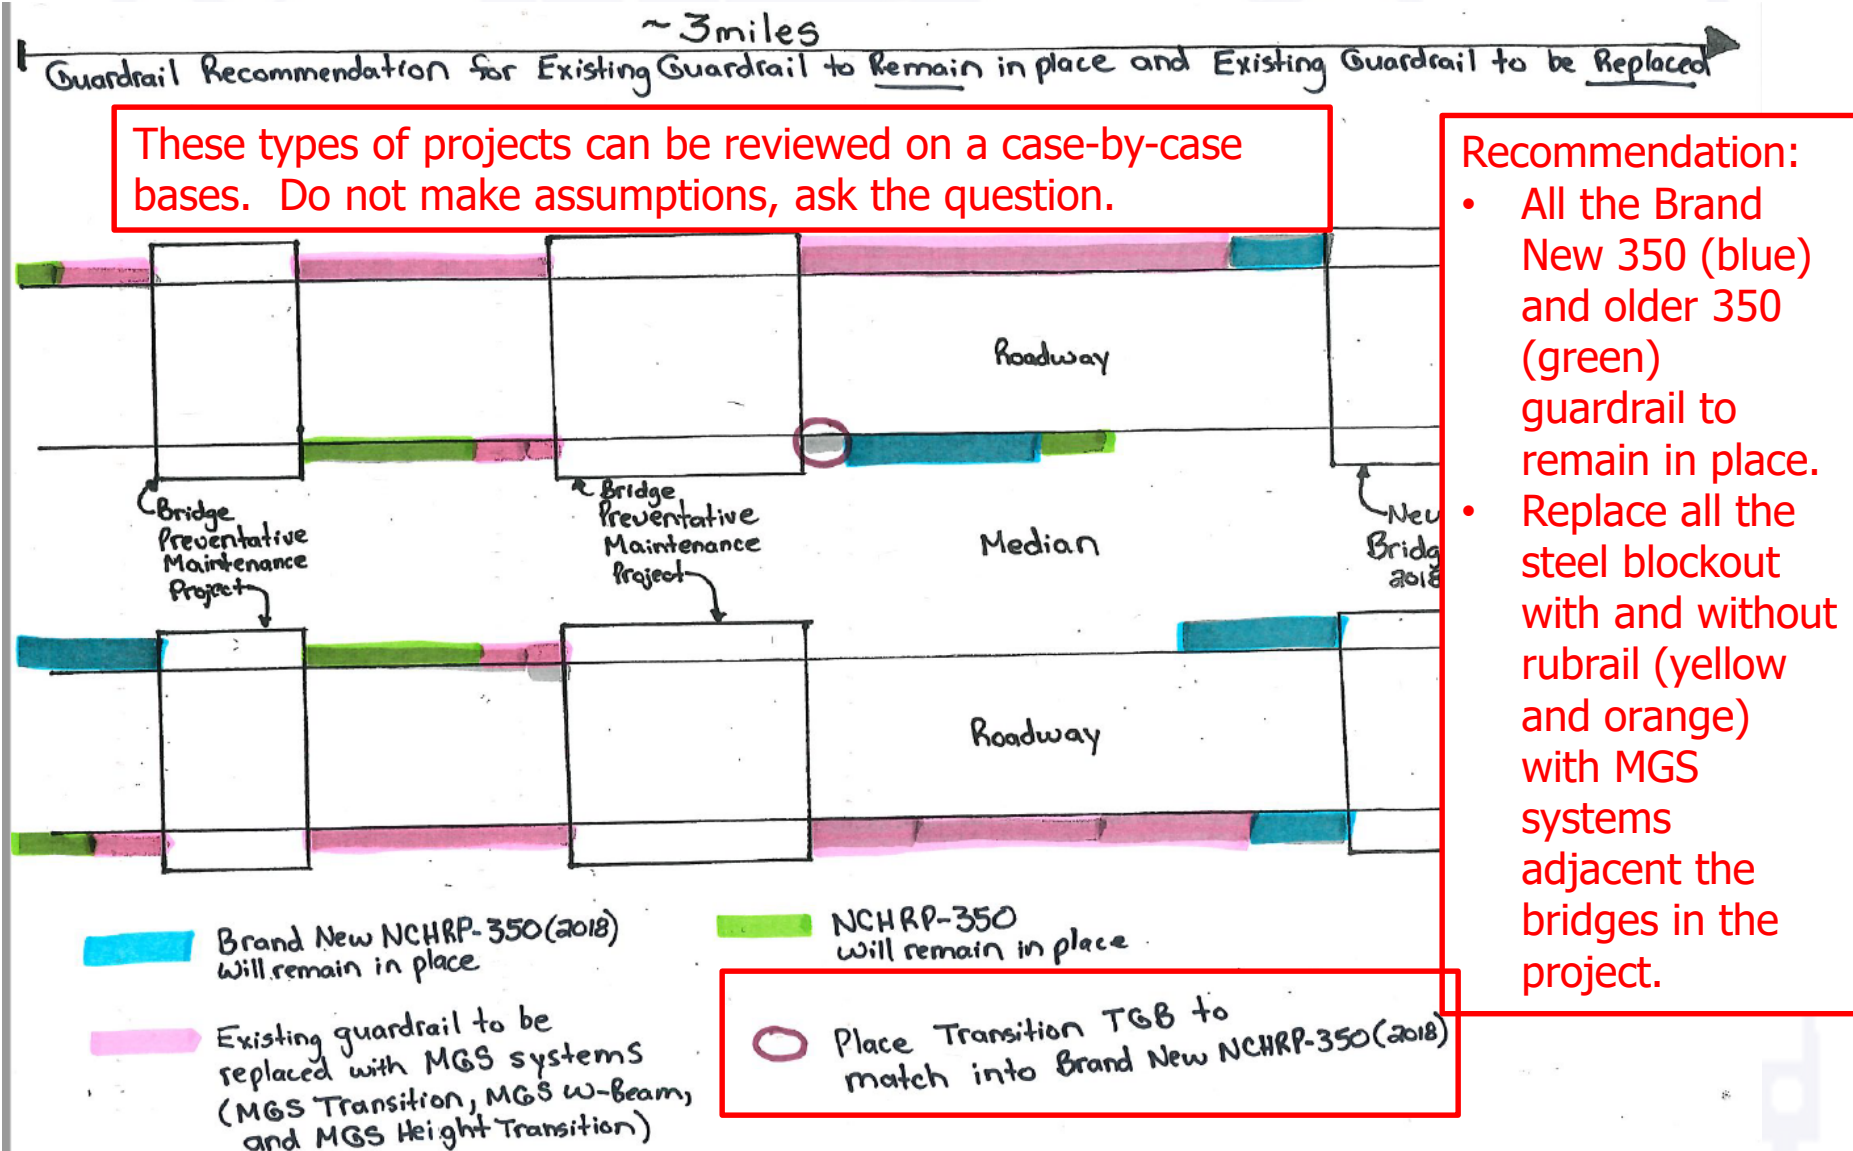 ~3miles
Guardrail Recommendation for Existing Guardrail to Remain in place and Existing Guardrail to be Replaced
These types of projects can be reviewed on a case-by-case
bases. Do not make assumptions, ask the question.
Recommendation:
• All the Brand
New 350 (blue)
and older 350
(green)
guardrail to
remain in place.
• Replace all the
steel blockout
with and without
rubrail (yellow
and orange)
with MGS
systems
adjacent the
bridges in the
project.
Roadway
Bridge
Preventative
Maintenance
Project
Bridge
Preventative
Maintenance
Project
Median
Bridg
2018
Roadway
Brand New NCHRP-350(2018)
will remain in place
NCHRP-350
will remain in place
Existing guardrail to be
replaced with MGS systems
(MGS Transition, MGS W-Beam,
and MGS Height Transition)
Place Transition TGB to
match into Brand New NCHRP-350(2018)